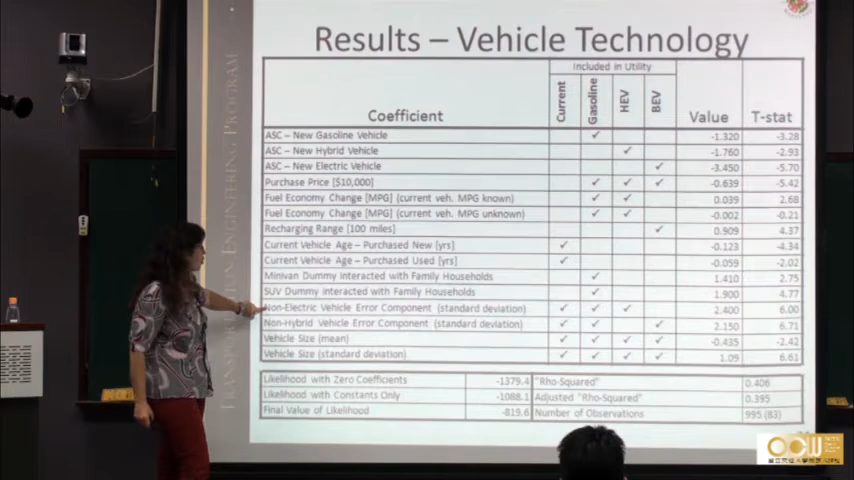 Results – Vehicle Technology
Included in Utility
Coefficient Current Gasoline HEV BEV Value T-stat
ASC – New Gasoline Vehicle ✓ -1.320 -3.28
ASC – New Hybrid Vehicle ✓ -1.760 -2.93
ASC – New Electric Vehicle ✓ -3.450 -5.70
Purchase Price [$10,000] ✓ ✓ ✓ -0.639 -5.42
Fuel Economy Change [MPG] (current veh. MPG known) ✓ ✓ 0.039 2.68
Fuel Economy Change [MPG] (current veh. MPG unknown) ✓ ✓ -0.002 -0.21
Recharging Range [100 miles] ✓ 0.909 4.37
Current Vehicle Age – Purchased New [yrs] ✓ -0.123 -4.34
Current Vehicle Age – Purchased Used [yrs] ✓ -0.059 -2.02
Minivan Dummy interacted with Family Households ✓ 1.410 2.75
SUV Dummy interacted with Family Households ✓ 1.900 4.77
Non-Electric Vehicle Error Component (standard deviation) ✓ ✓ ✓ 2.400 6.00
Non-Hybrid Vehicle Error Component (standard deviation) ✓ ✓ ✓ 2.150 6.71
Vehicle Size (mean) ✓ ✓ ✓ ✓ -0.435 -2.42
Vehicle Size (standard deviation) ✓ ✓ ✓ ✓ 1.09 6.61
Likelihood with Zero Coefficients -1379.4 "Rho-Squared" 0.406
Likelihood with Constants Only -1088.1 Adjusted "Rho-Squared" 0.395
Final Value of Likelihood -819.6 Number of Observations 995 (83)
TRANSPORTATION ENGINEERING PROGRAM
OCW